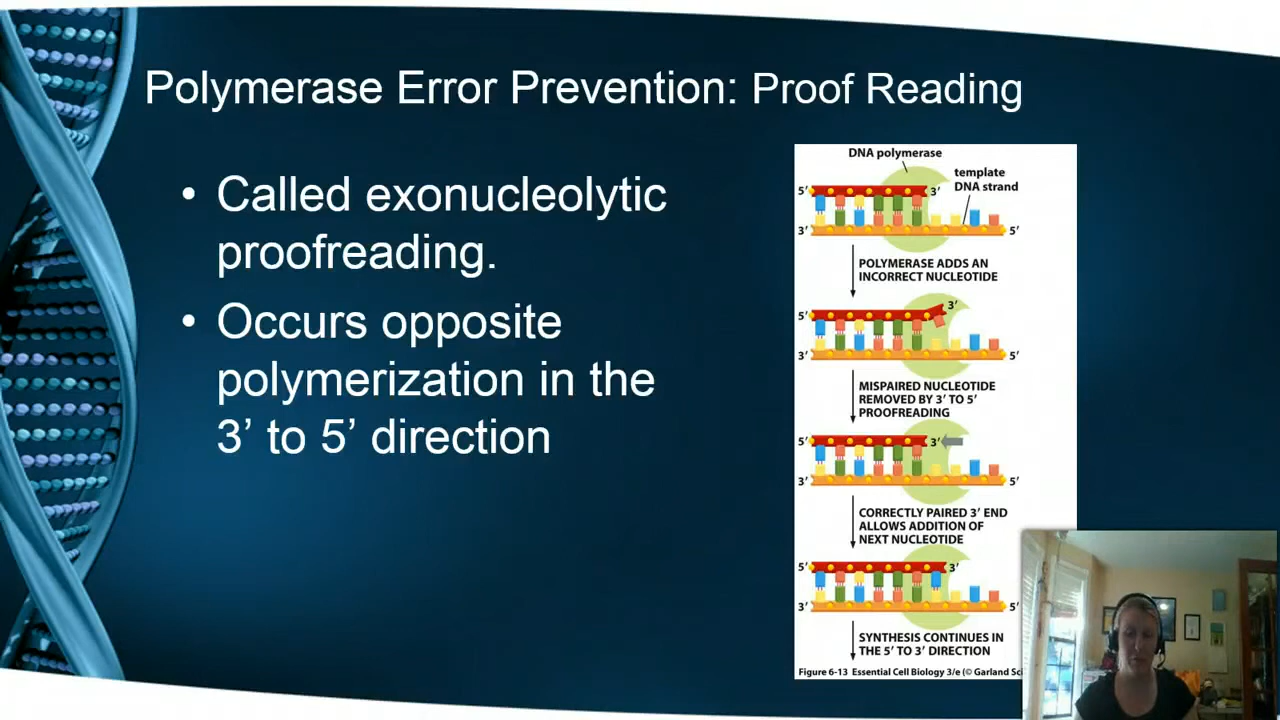 Polymerase Error Prevention: Proof Reading
• Called exonucleolytic
proofreading.
• Occurs opposite
polymerization in the
3’ to 5’ direction
DNA polymerase
template
DNA strand
5’ 3’
3’ 5’
POLYMERASE ADDS AN
INCORRECT NUCLEOTIDE
3’
5’
3’ 5’
MISPAIRED NUCLEOTIDE
REMOVED BY 3’ TO 5’
PROOFREADING
5’ 3’
3’ 5’
CORRECTLY PAIRED 3’ END
ALLOWS ADDITION OF
NEXT NUCLEOTIDE
5’ 3’
3’ 5’
SYNTHESIS CONTINUES IN
THE 5’ TO 3’ DIRECTION
Figure 6-13 Essential Cell Biology 3/e (© Garland